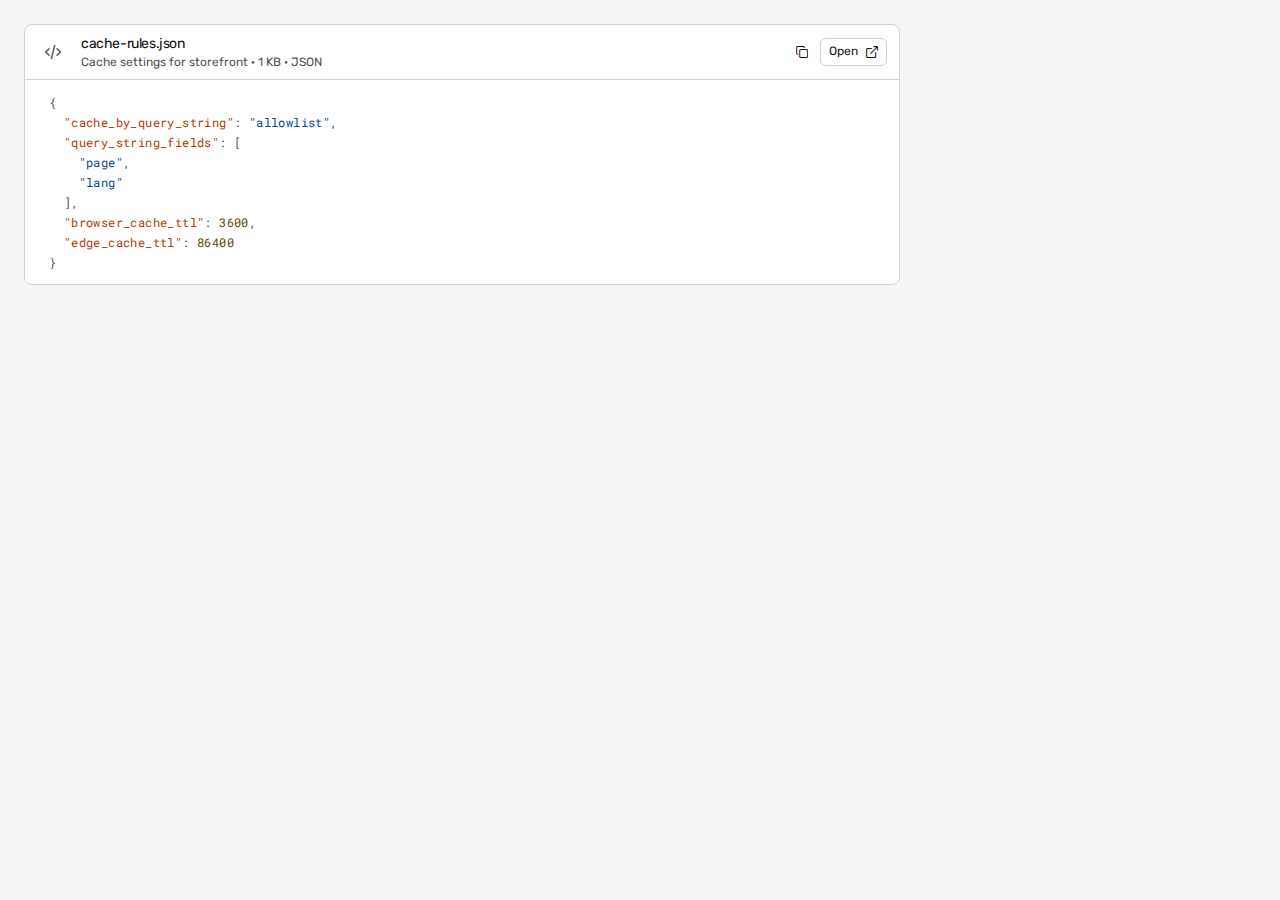 cache-rules.json
Cache settings for storefront • 1 KB • JSON
Open
{
  "cache_by_query_string": "allowlist",
  "query_string_fields": [
    "page",
    "lang"
  ],
  "browser_cache_ttl": 3600,
  "edge_cache_ttl": 86400
}